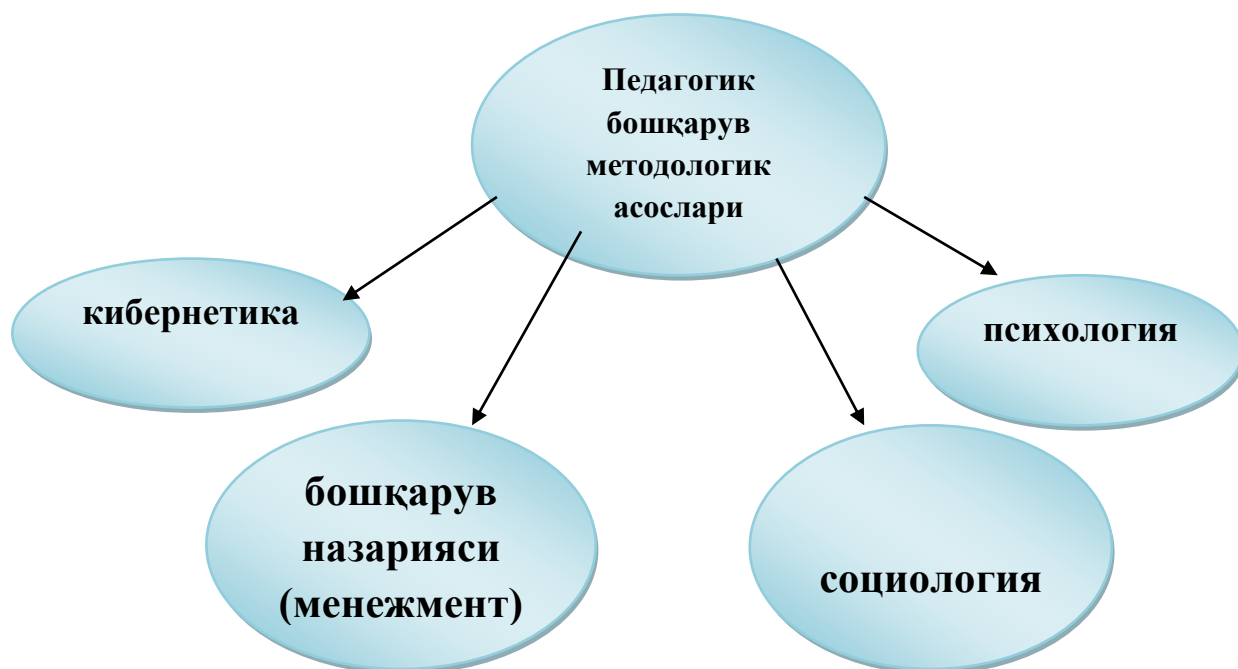 Педагогик
бошқарув
методологик
асослари
кибернетика
психология
бошқарув
назарияси
(менежмент)
социология